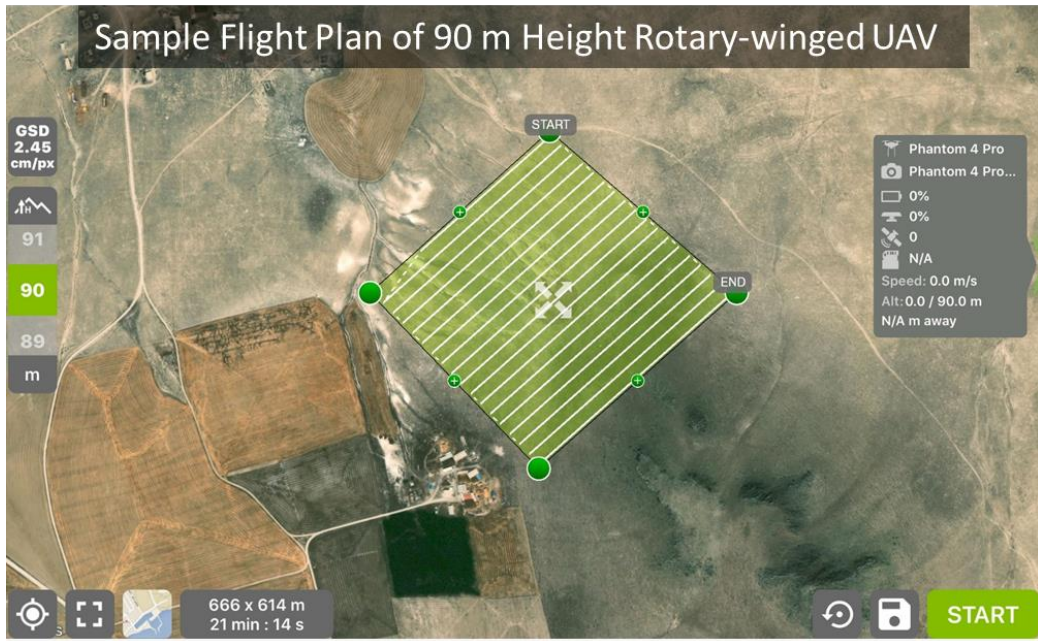 Sample Flight Plan of 90 m Height Rotary-winged UAV
START
GSD
2.45
cm/px
H
91
90
89
m
END
Phantom 4 Pro
Phantom 4 Pro...
0%
0%
0
N/A
Speed: 0.0 m/s
Alt:0.0 / 90.0 m
N/A m away
s
666 x 614 m
21 min : 14 s
START